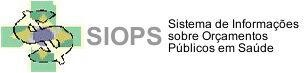 SIOPS
Sistema de Informações
sobre Orçamentos
Públicos em Saúde